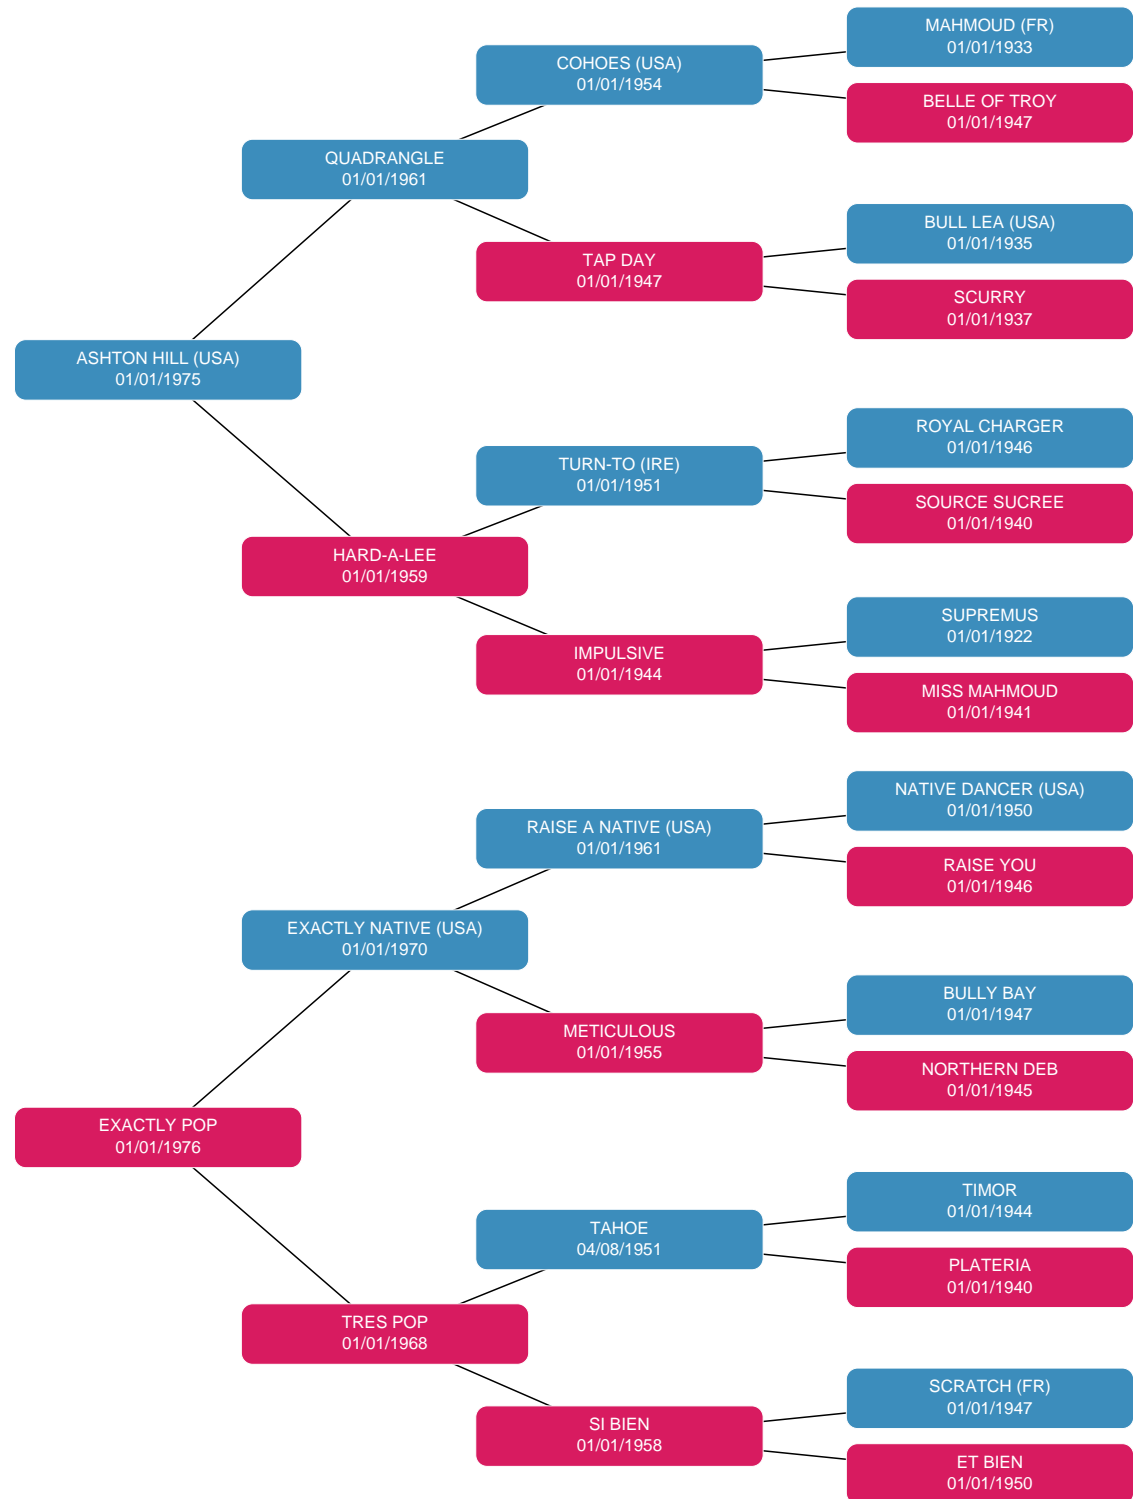 MAHMOUD (FR)
01/01/1933
COHOES (USA)
01/01/1954
BELLE OF TROY
01/01/1947
QUADRANGLE
01/01/1961
BULL LEA (USA)
01/01/1935
TAP DAY
01/01/1947
SCURRY
01/01/1937
ASHTON HILL (USA)
01/01/1975
ROYAL CHARGER
01/01/1946
TURN-TO (IRE)
01/01/1951
SOURCE SUCREE
01/01/1940
HARD-A-LEE
01/01/1959
SUPREMUS
01/01/1922
IMPULSIVE
01/01/1944
MISS MAHMOUD
01/01/1941
NATIVE DANCER (USA)
01/01/1950
RAISE A NATIVE (USA)
01/01/1961
RAISE YOU
01/01/1946
EXACTLY NATIVE (USA)
01/01/1970
BULLY BAY
01/01/1947
METICULOUS
01/01/1955
NORTHERN DEB
01/01/1945
EXACTLY POP
01/01/1976
TIMOR
01/01/1944
TAHOE
04/08/1951
PLATERIA
01/01/1940
TRES POP
01/01/1968
SCRATCH (FR)
01/01/1947
SI BIEN
01/01/1958
ET BIEN
01/01/1950